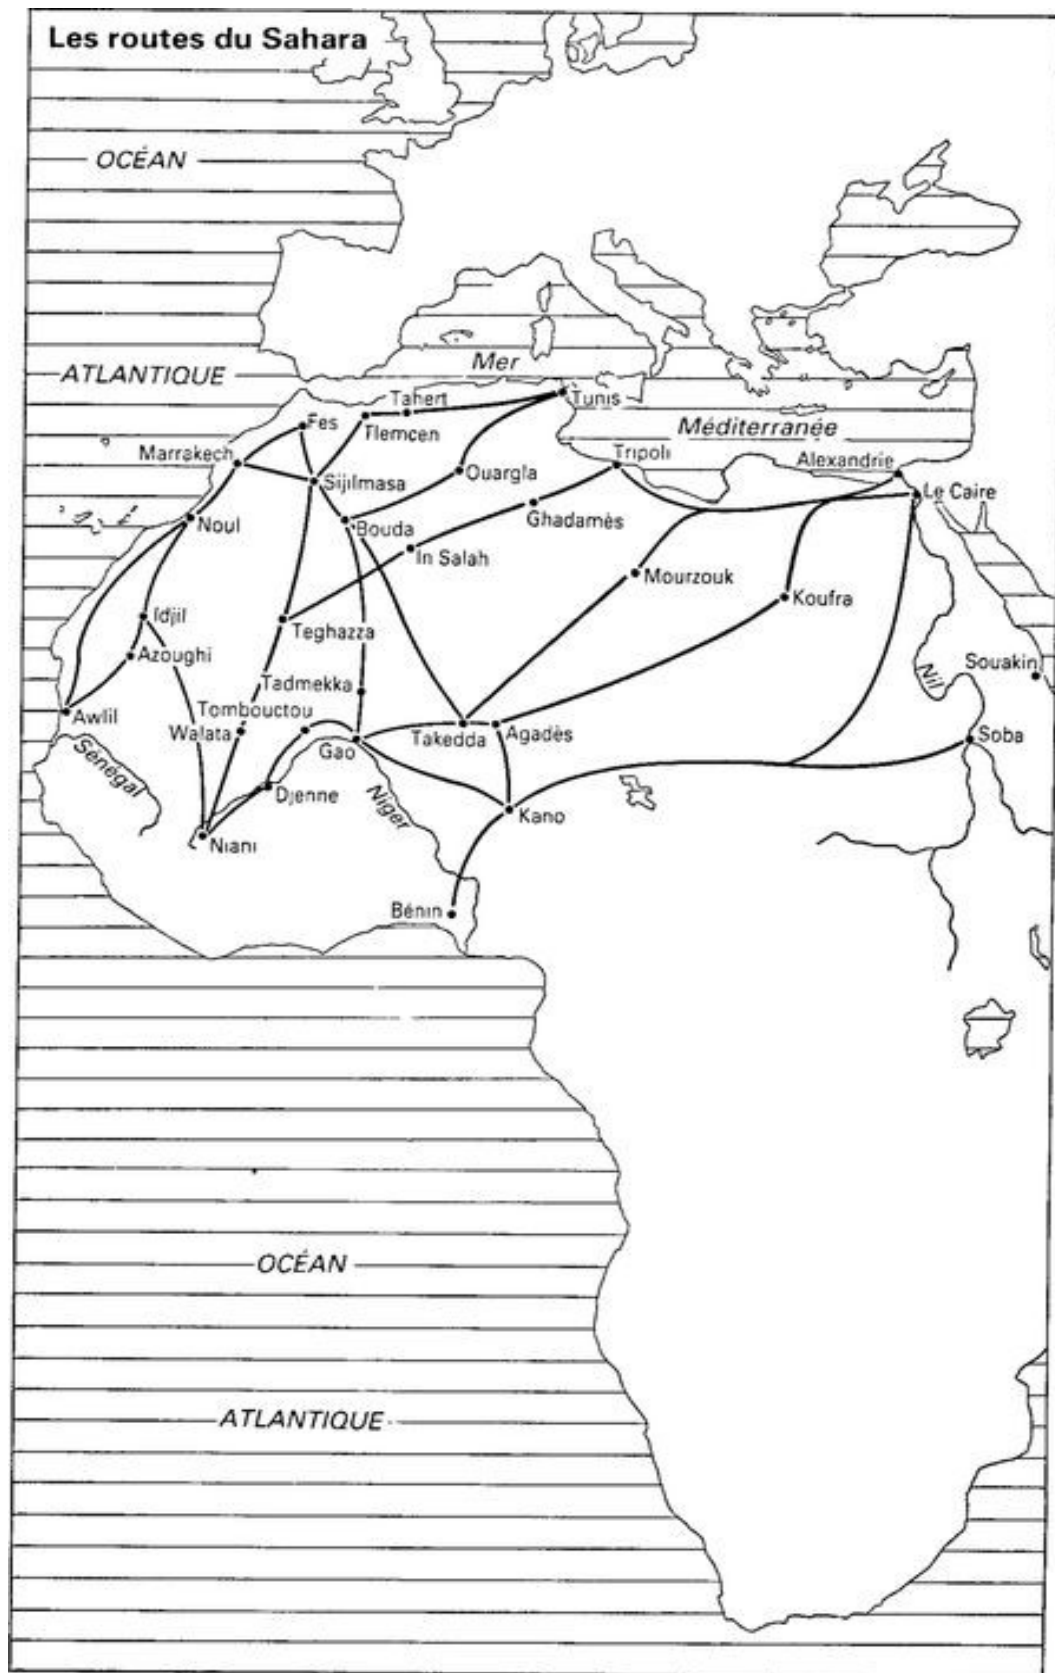 Les routes du Sahara
OCÉAN
ATLANTIQUE
Mer
Méditerranée
Tahert
Tunis
Fes
Tlemcen
Marrakech
Sijilmasa
Ouargla
Tripoli
Alexandrie
Le Caire
Noul
Bouda
Ghadamès
In Salah
Mourzouk
Koufra
Idjil
Teghazza
Azoughi
Souakin
Nil
Tadmekka
Awlil
Tombouctou
Walata
Gao
Takedda
Agadès
Soba
Sénégal
Djenne
Niger
Kano
Niani
Bénin
OCÉAN
ATLANTIQUE